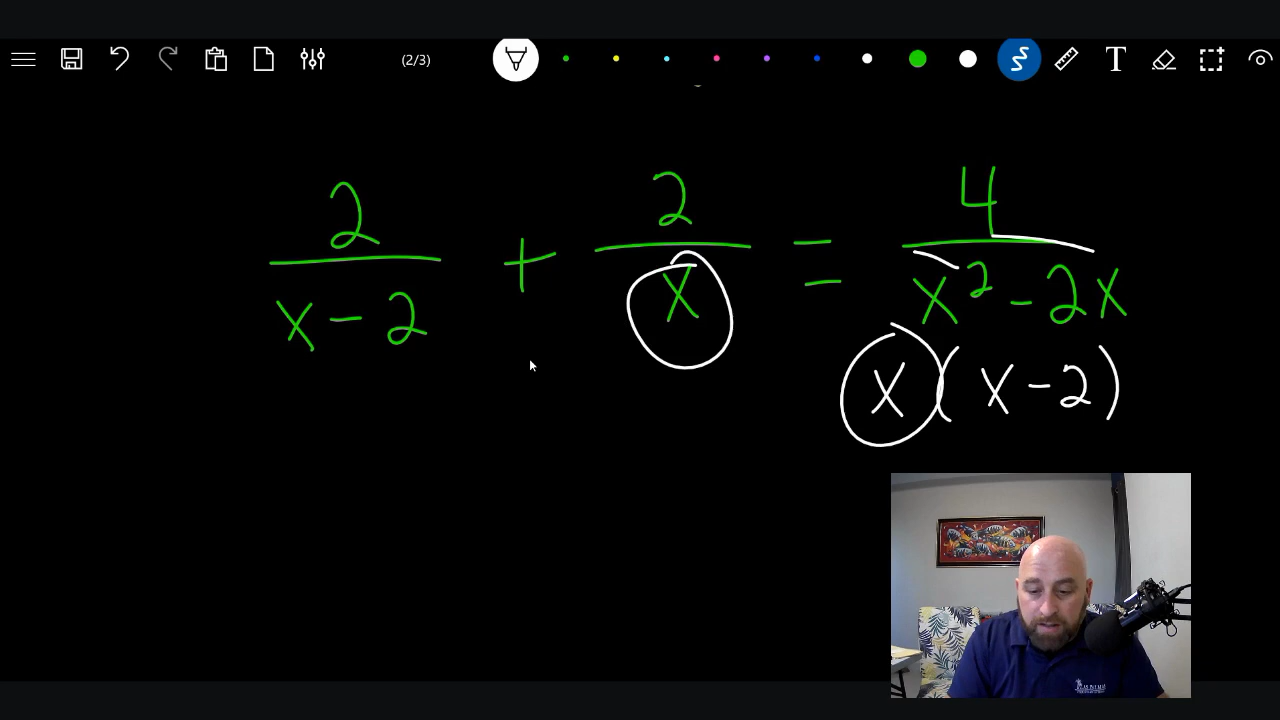 (2/3)
T
2 + 2 = 4
x-2 x x²-2x
x(x-2)